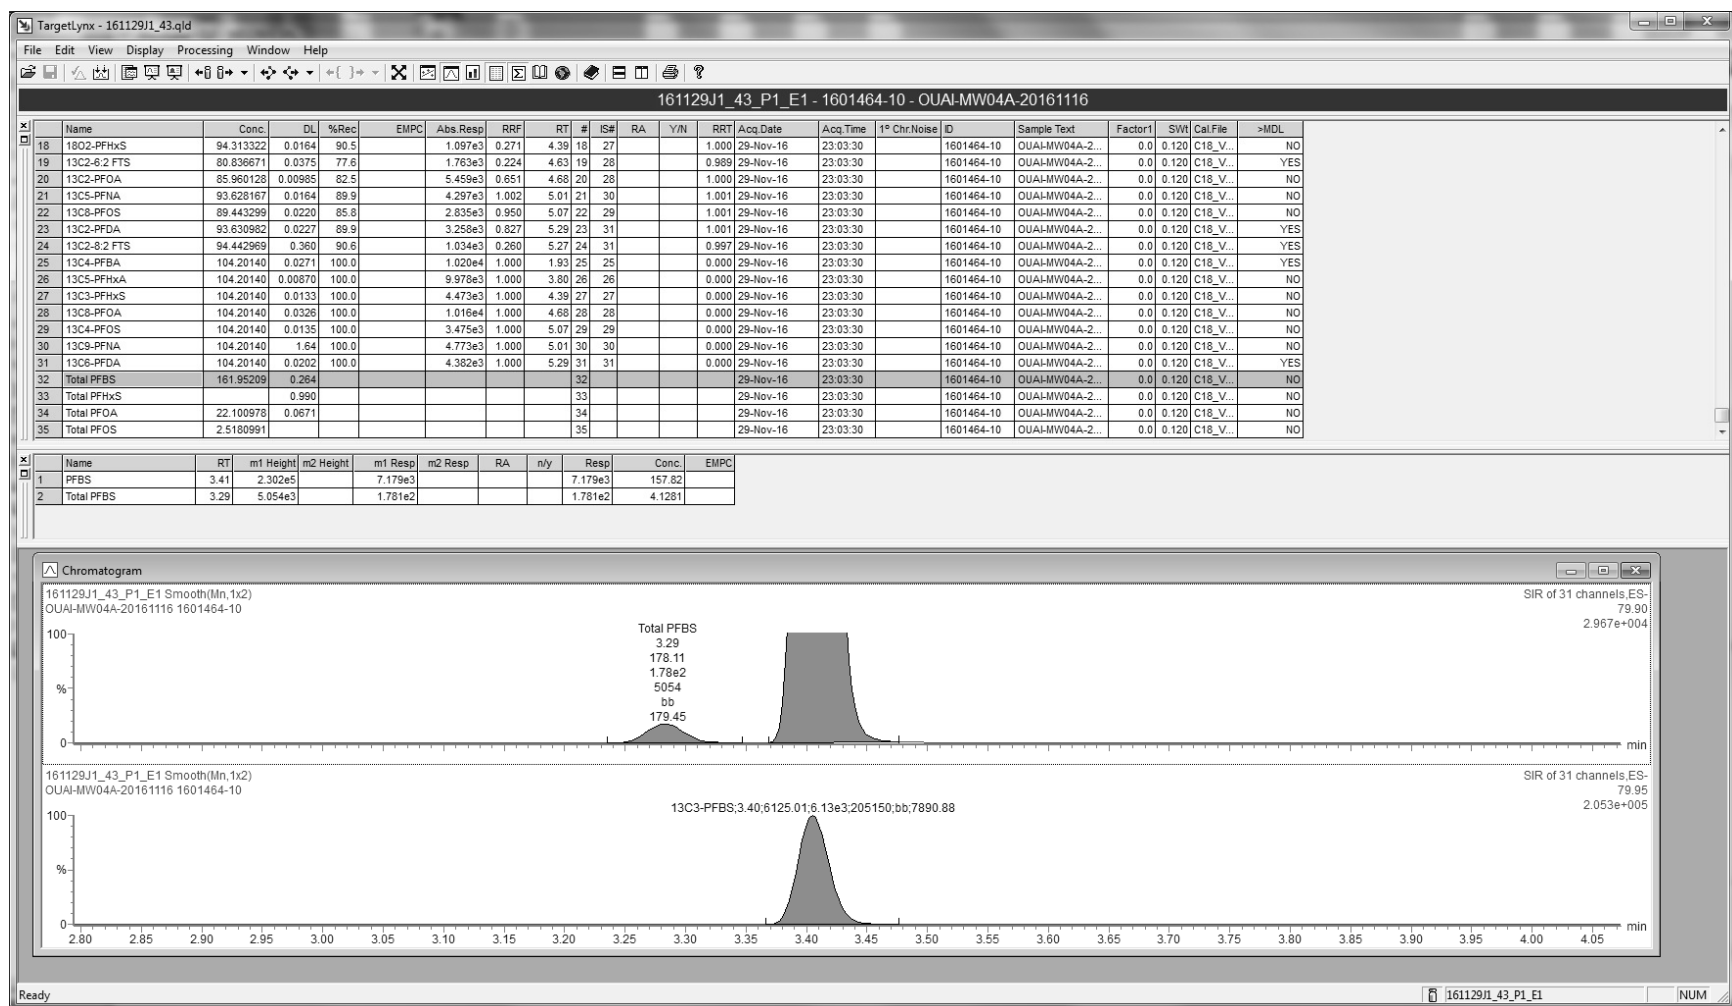 TargetLynx - 161129J1_43.qld
File Edit View Display Processing Window Help
161129J1_43_P1_E1 - 1601464-10 - OUAI-MW04A-20161116
Name Conc. DL %Rec EMPC Abs.Resp RRF RT # IS# RA Y/N RRT Acq.Date Acq.Time 1° Chr.Noise ID Sample Text Factor1 SWt Cal.File >MDL
18 18O2-PFHxS 94.313322 0.0164 90.5 1.097e3 0.271 4.39 18 27 1.000 29-Nov-16 23:03:30 1601464-10 OUAI-MW04A-2... 0.0 0.120 C18_V... NO
19 13C2-6:2 FTS 80.836671 0.0375 77.6 1.763e3 0.224 4.63 19 28 0.989 29-Nov-16 23:03:30 1601464-10 OUAI-MW04A-2... 0.0 0.120 C18_V... YES
20 13C2-PFOA 85.960128 0.00985 82.5 5.459e3 0.651 4.68 20 28 1.000 29-Nov-16 23:03:30 1601464-10 OUAI-MW04A-2... 0.0 0.120 C18_V... NO
21 13C5-PFNA 93.628167 0.0164 89.9 4.297e3 1.002 5.01 21 30 1.001 29-Nov-16 23:03:30 1601464-10 OUAI-MW04A-2... 0.0 0.120 C18_V... NO
22 13C8-PFOS 89.443299 0.0220 85.8 2.835e3 0.950 5.07 22 29 1.001 29-Nov-16 23:03:30 1601464-10 OUAI-MW04A-2... 0.0 0.120 C18_V... NO
23 13C2-PFDA 93.630982 0.0227 89.9 3.258e3 0.827 5.29 23 31 1.001 29-Nov-16 23:03:30 1601464-10 OUAI-MW04A-2... 0.0 0.120 C18_V... YES
24 13C2-8:2 FTS 94.442969 0.360 90.6 1.034e3 0.260 5.27 24 31 0.997 29-Nov-16 23:03:30 1601464-10 OUAI-MW04A-2... 0.0 0.120 C18_V... YES
25 13C4-PFBA 104.20140 0.0271 100.0 1.020e4 1.000 1.93 25 25 0.000 29-Nov-16 23:03:30 1601464-10 OUAI-MW04A-2... 0.0 0.120 C18_V... YES
26 13C5-PFHxA 104.20140 0.00870 100.0 9.978e3 1.000 3.80 26 26 0.000 29-Nov-16 23:03:30 1601464-10 OUAI-MW04A-2... 0.0 0.120 C18_V... NO
27 13C3-PFHxS 104.20140 0.0133 100.0 4.473e3 1.000 4.39 27 27 0.000 29-Nov-16 23:03:30 1601464-10 OUAI-MW04A-2... 0.0 0.120 C18_V... NO
28 13C8-PFOA 104.20140 0.0326 100.0 1.016e4 1.000 4.68 28 28 0.000 29-Nov-16 23:03:30 1601464-10 OUAI-MW04A-2... 0.0 0.120 C18_V... NO
29 13C4-PFOS 104.20140 0.0135 100.0 3.475e3 1.000 5.07 29 29 0.000 29-Nov-16 23:03:30 1601464-10 OUAI-MW04A-2... 0.0 0.120 C18_V... NO
30 13C9-PFNA 104.20140 1.64 100.0 4.773e3 1.000 5.01 30 30 0.000 29-Nov-16 23:03:30 1601464-10 OUAI-MW04A-2... 0.0 0.120 C18_V... NO
31 13C6-PFDA 104.20140 0.0202 100.0 4.382e3 1.000 5.29 31 31 0.000 29-Nov-16 23:03:30 1601464-10 OUAI-MW04A-2... 0.0 0.120 C18_V... YES
32 Total PFBS 161.95209 0.264 32 29-Nov-16 23:03:30 1601464-10 OUAI-MW04A-2... 0.0 0.120 C18_V... NO
33 Total PFHxS 0.990 33 29-Nov-16 23:03:30 1601464-10 OUAI-MW04A-2... 0.0 0.120 C18_V... NO
34 Total PFOA 22.100978 0.0671 34 29-Nov-16 23:03:30 1601464-10 OUAI-MW04A-2... 0.0 0.120 C18_V... NO
35 Total PFOS 2.5180991 35 29-Nov-16 23:03:30 1601464-10 OUAI-MW04A-2... 0.0 0.120 C18_V... NO
Name RT m1 Height m2 Height m1 Resp m2 Resp RA n/y Resp Conc. EMPC
1 PFBS 3.41 2.302e5 7.179e3 7.179e3 157.82
2 Total PFBS 3.29 5.054e3 1.781e2 1.781e2 4.1281
Chromatogram
161129J1_43_P1_E1 Smooth(Mn,1x2) SIR of 31 channels,ES-
OUAI-MW04A-20161116 1601464-10 79.90
2.967e+004
100
Total PFBS
3.29
178.11
1.78e2
5054
bb
179.45
%
0
min
161129J1_43_P1_E1 Smooth(Mn,1x2) SIR of 31 channels,ES-
OUAI-MW04A-20161116 1601464-10 79.95
2.053e+005
13C3-PFBS;3.40;6125.01;6.13e3;205150;bb;7890.88
100
%
0
min
2.80 2.85 2.90 2.95 3.00 3.05 3.10 3.15 3.20 3.25 3.30 3.35 3.40 3.45 3.50 3.55 3.60 3.65 3.70 3.75 3.80 3.85 3.90 3.95 4.00 4.05
Ready 161129J1_43_P1_E1 NUM